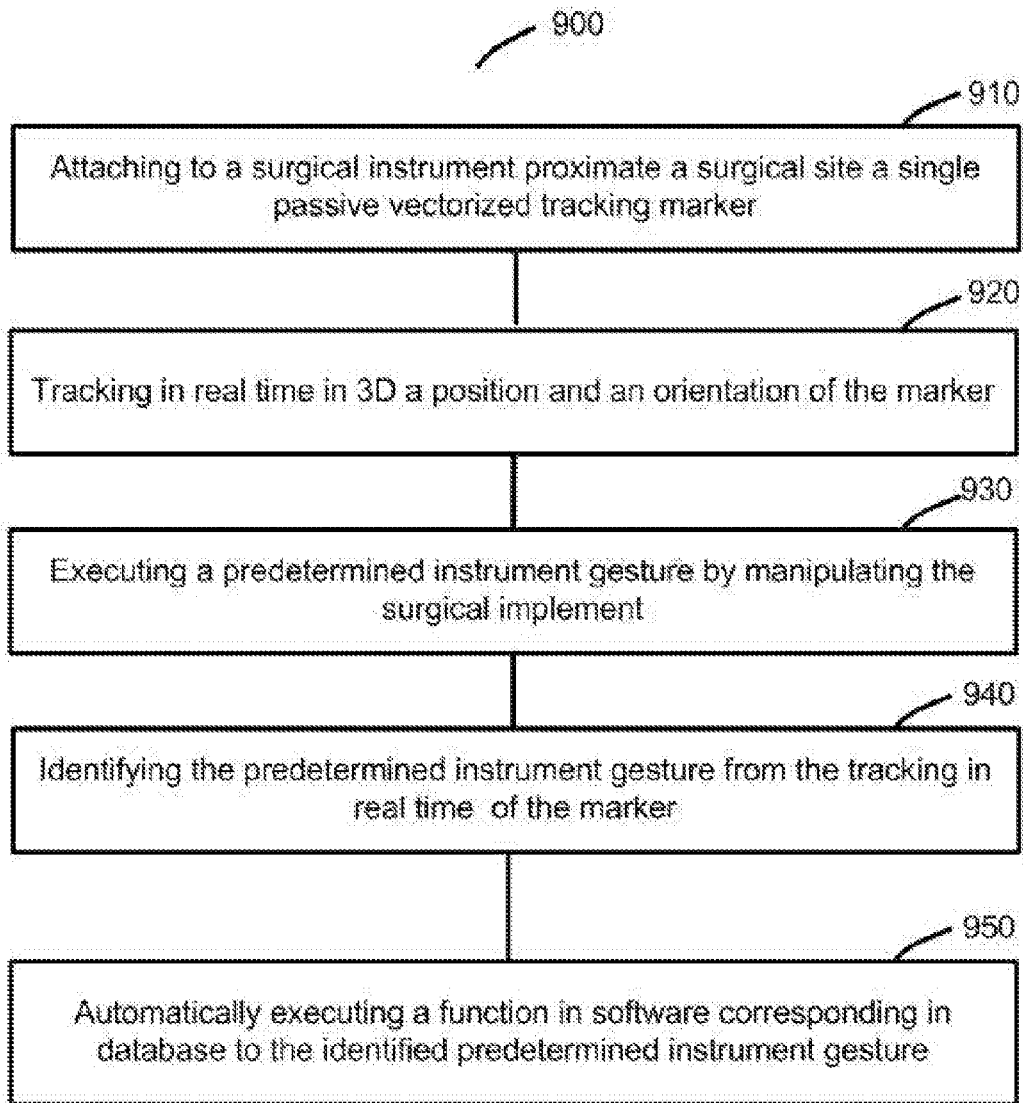 900
910
Attaching to a surgical instrument proximate a surgical site a single
passive vectorized tracking marker
920
Tracking in real time in 3D a position and an orientation of the marker
930
Executing a predetermined instrument gesture by manipulating the
surgical implement
940
Identifying the predetermined instrument gesture from the tracking in
real time of the marker
950
Automatically executing a function in software corresponding in
database to the identified predetermined instrument gesture